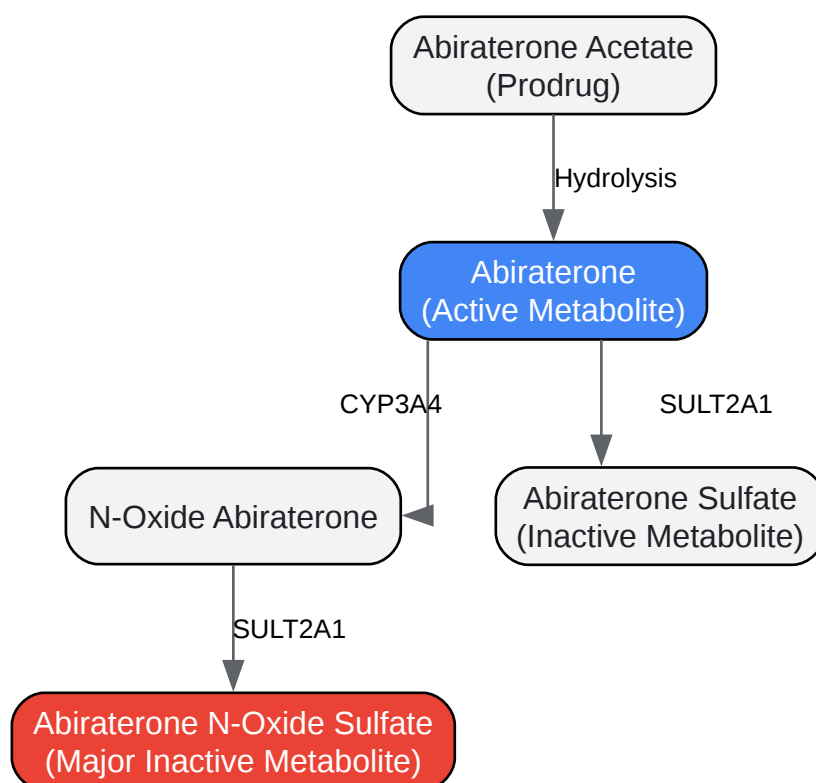 Abiraterone Acetate
(Prodrug)
Hydrolysis
Abiraterone
(Active Metabolite)
CYP3A4
SULT2A1
N-Oxide Abiraterone
Abiraterone Sulfate
(Inactive Metabolite)
SULT2A1
Abiraterone N-Oxide Sulfate
(Major Inactive Metabolite)